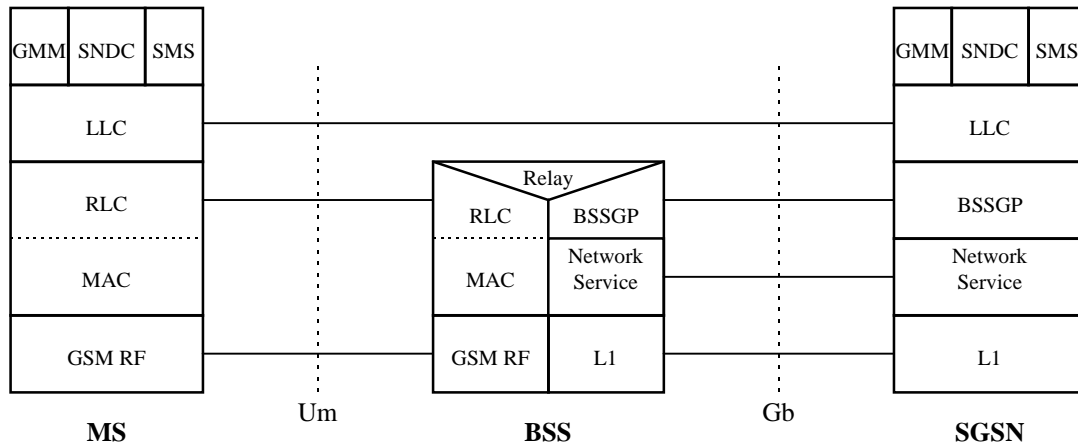 GMM SNDC SMS GMM SNDC SMS
LLC LLC
Relay
RLC RLC BSSGP BSSGP
MAC MAC Network Service Network Service
GSM RF GSM RF L1 L1
Um Gb
MS BSS SGSN